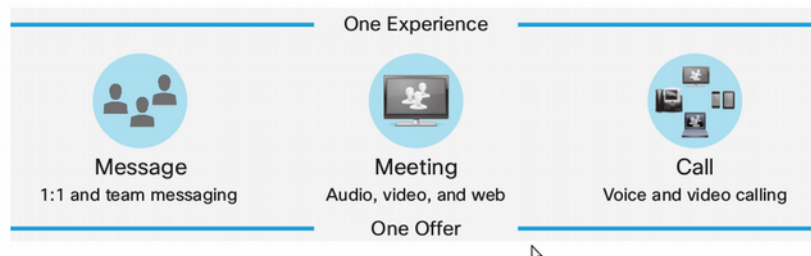 One Experience
Message
1:1 and team messaging
Meeting
Audio, video, and web
Call
Voice and video calling
One Offer